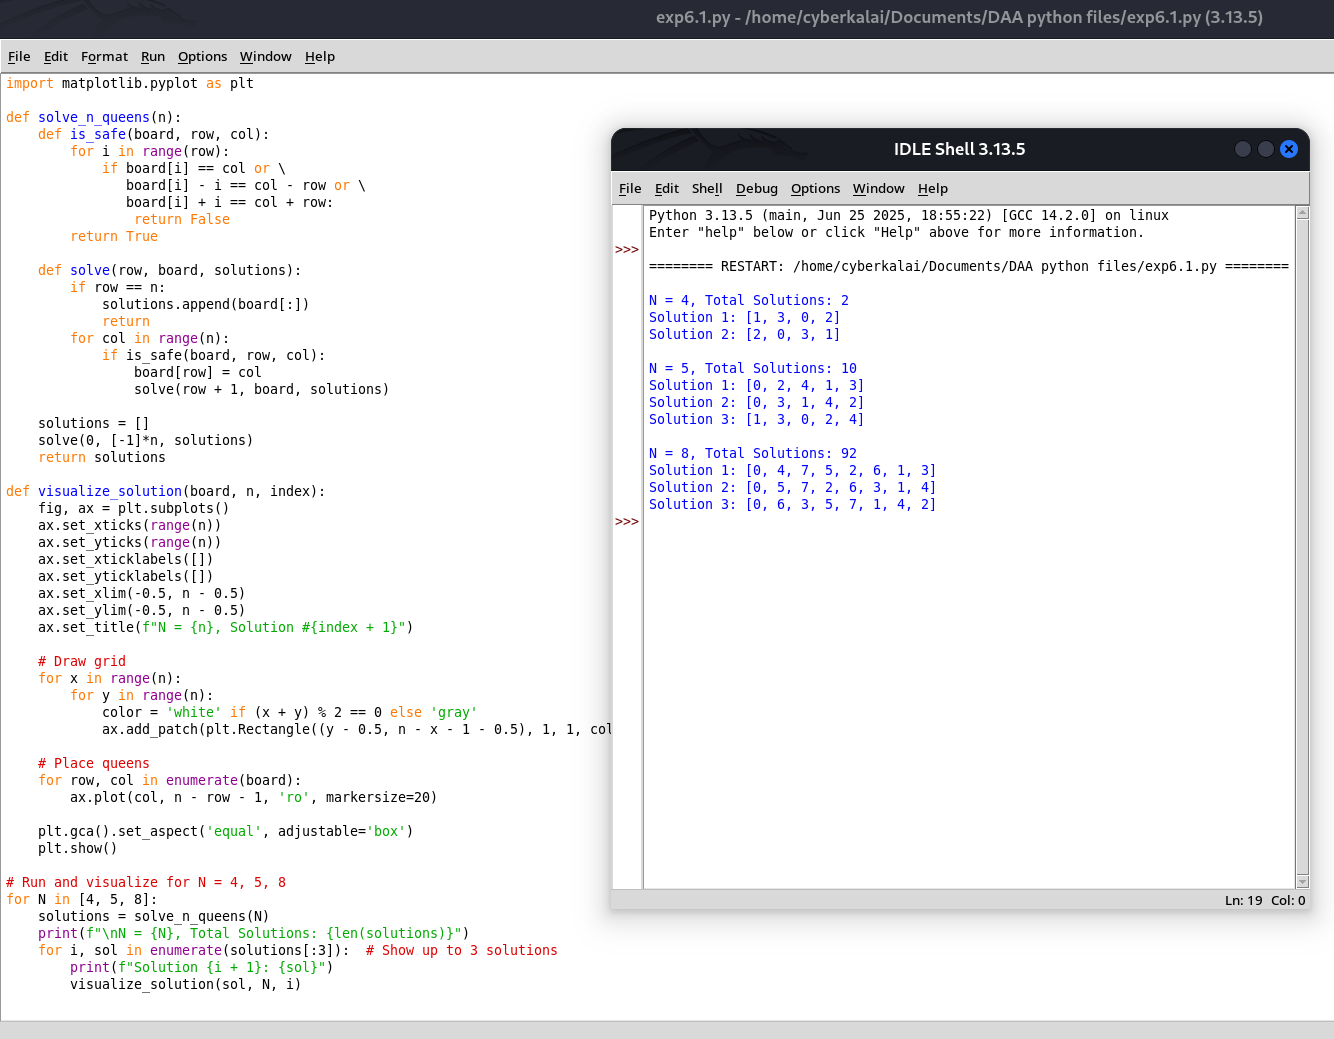 exp6.1.py - /home/cyberkalai/Documents/DAA python files/exp6.1.py (3.13.5)
File Edit Format Run Options Window Help
import matplotlib.pyplot as plt

def solve_n_queens(n):
    def is_safe(board, row, col):
        for i in range(row):
            if board[i] == col or \
               board[i] - i == col - row or \
               board[i] + i == col + row:
                return False
        return True

    def solve(row, board, solutions):
        if row == n:
            solutions.append(board[:])
            return
        for col in range(n):
            if is_safe(board, row, col):
                board[row] = col
                solve(row + 1, board, solutions)

    solutions = []
    solve(0, [-1]*n, solutions)
    return solutions

def visualize_solution(board, n, index):
    fig, ax = plt.subplots()
    ax.set_xticks(range(n))
    ax.set_yticks(range(n))
    ax.set_xticklabels([])
    ax.set_yticklabels([])
    ax.set_xlim(-0.5, n - 0.5)
    ax.set_ylim(-0.5, n - 0.5)
    ax.set_title(f"N = {n}, Solution #{index + 1}")

    # Draw grid
    for x in range(n):
        for y in range(n):
            color = 'white' if (x + y) % 2 == 0 else 'gray'
            ax.add_patch(plt.Rectangle((y - 0.5, n - x - 1 - 0.5), 1, 1, col

    # Place queens
    for row, col in enumerate(board):
        ax.plot(col, n - row - 1, 'ro', markersize=20)

    plt.gca().set_aspect('equal', adjustable='box')
    plt.show()

# Run and visualize for N = 4, 5, 8
for N in [4, 5, 8]:
    solutions = solve_n_queens(N)
    print(f"\nN = {N}, Total Solutions: {len(solutions)}")
    for i, sol in enumerate(solutions[:3]):  # Show up to 3 solutions
        print(f"Solution {i + 1}: {sol}")
        visualize_solution(sol, N, i)
IDLE Shell 3.13.5
File Edit Shell Debug Options Window Help
Python 3.13.5 (main, Jun 25 2025, 18:55:22) [GCC 14.2.0] on linux
Enter "help" below or click "Help" above for more information.
>>>
======== RESTART: /home/cyberkalai/Documents/DAA python files/exp6.1.py ========

N = 4, Total Solutions: 2
Solution 1: [1, 3, 0, 2]
Solution 2: [2, 0, 3, 1]

N = 5, Total Solutions: 10
Solution 1: [0, 2, 4, 1, 3]
Solution 2: [0, 3, 1, 4, 2]
Solution 3: [1, 3, 0, 2, 4]

N = 8, Total Solutions: 92
Solution 1: [0, 4, 7, 5, 2, 6, 1, 3]
Solution 2: [0, 5, 7, 2, 6, 3, 1, 4]
Solution 3: [0, 6, 3, 5, 7, 1, 4, 2]
>>>
Ln: 19 Col: 0